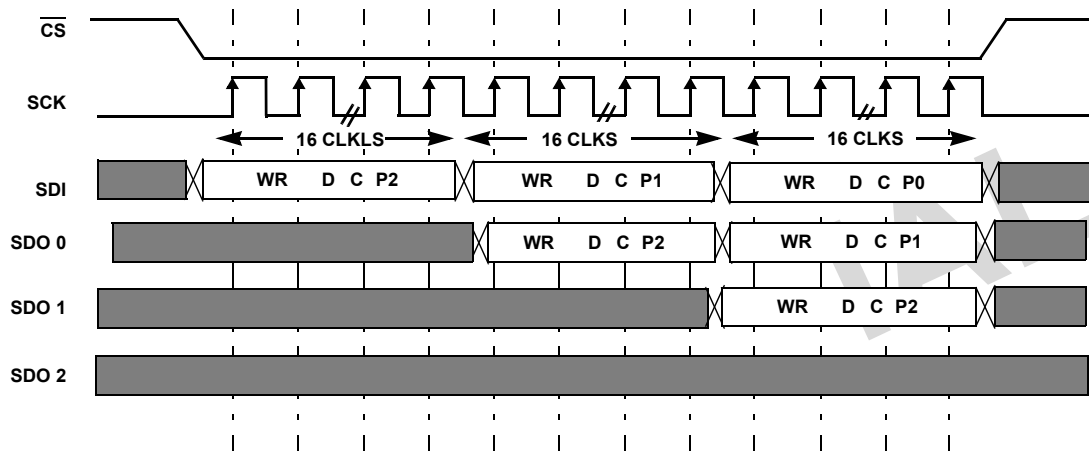 CS
SCK
16 CLKLS 16 CLKS 16 CLKS
SDI WR D C P2 WR D C P1 WR D C P0
SDO 0 WR D C P2 WR D C P1
SDO 1 WR D C P2
SDO 2